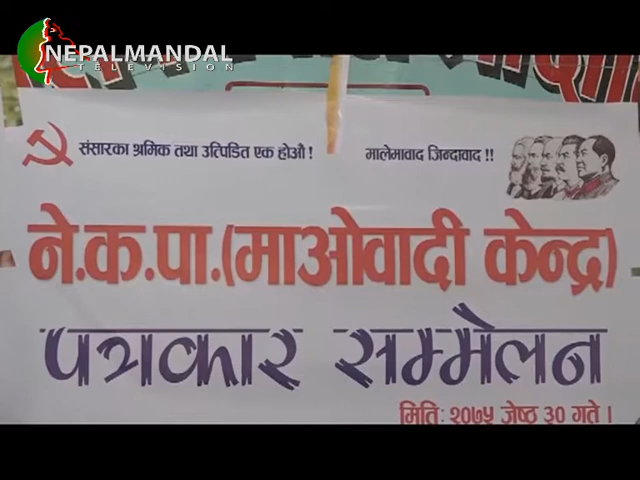 NEPALMANDAL
TELEVISION
संसारका श्रमिक तथा उत्पिडित एक होऔ ! मालेमावाद जिन्दावाद !!
ने.क.पा.(माओवादी केन्द्र)
पत्रकार सम्मेलन
मितिः २०७५ जेष्ठ ३० गते ।